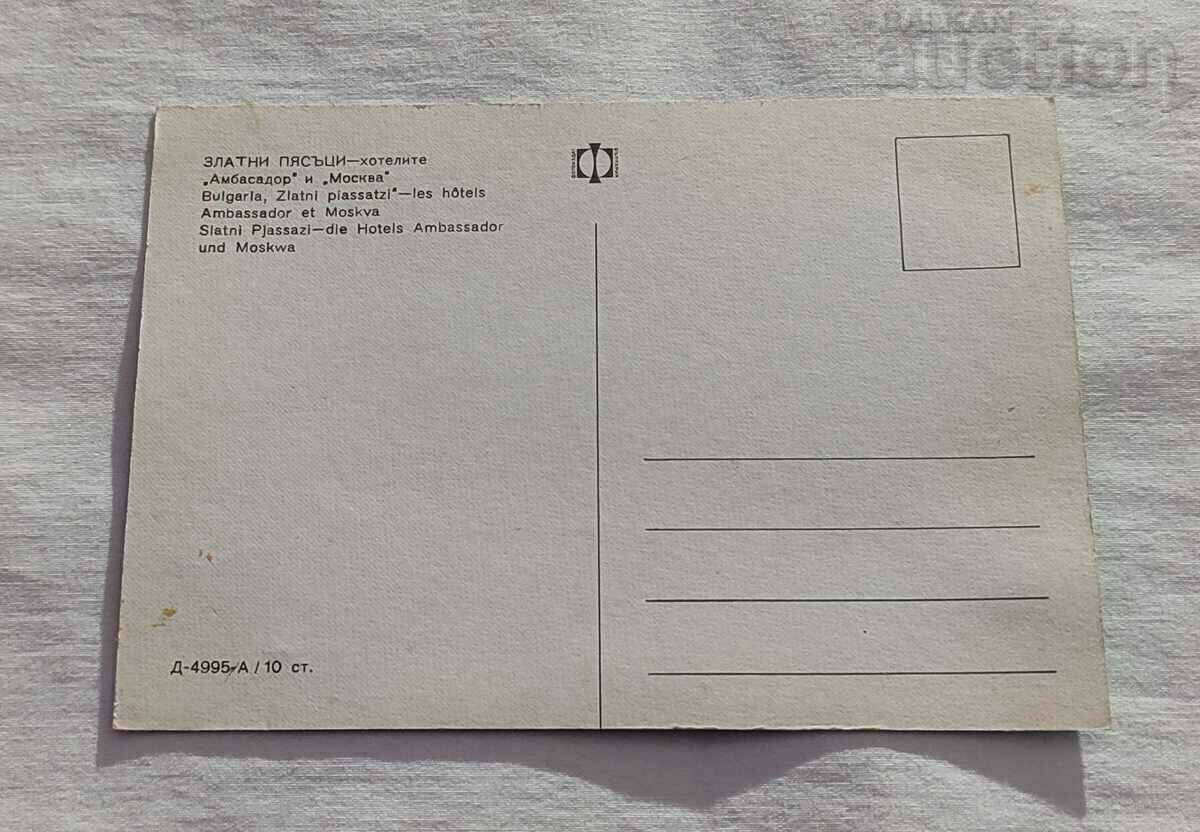 BALKAN
auction
ЗЛАТНИ ПЯСЪЦИ—хотелите
„Амбасадор" и „Москва"
Bulgaria, Zlatni piassatzi"—les hôtels
Ambassador et Moskva
Slatni Pjassazi—die Hotels Ambassador
und Moskwa
Д-4995-А / 10 ст.